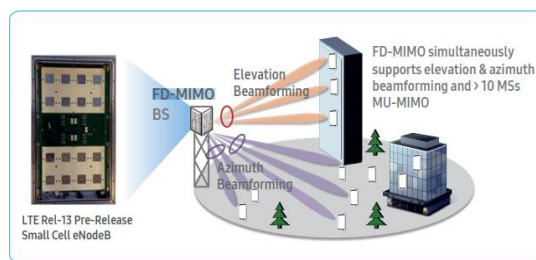 FD-MIMO
BS
Elevation
Beamforming
Azimuth
Beamforming
FD-MIMO simultaneously
supports elevation & azimuth
beamforming and > 10 MSs
MU-MIMO
LTE Rel-13 Pre-Release
Small Cell eNodeB